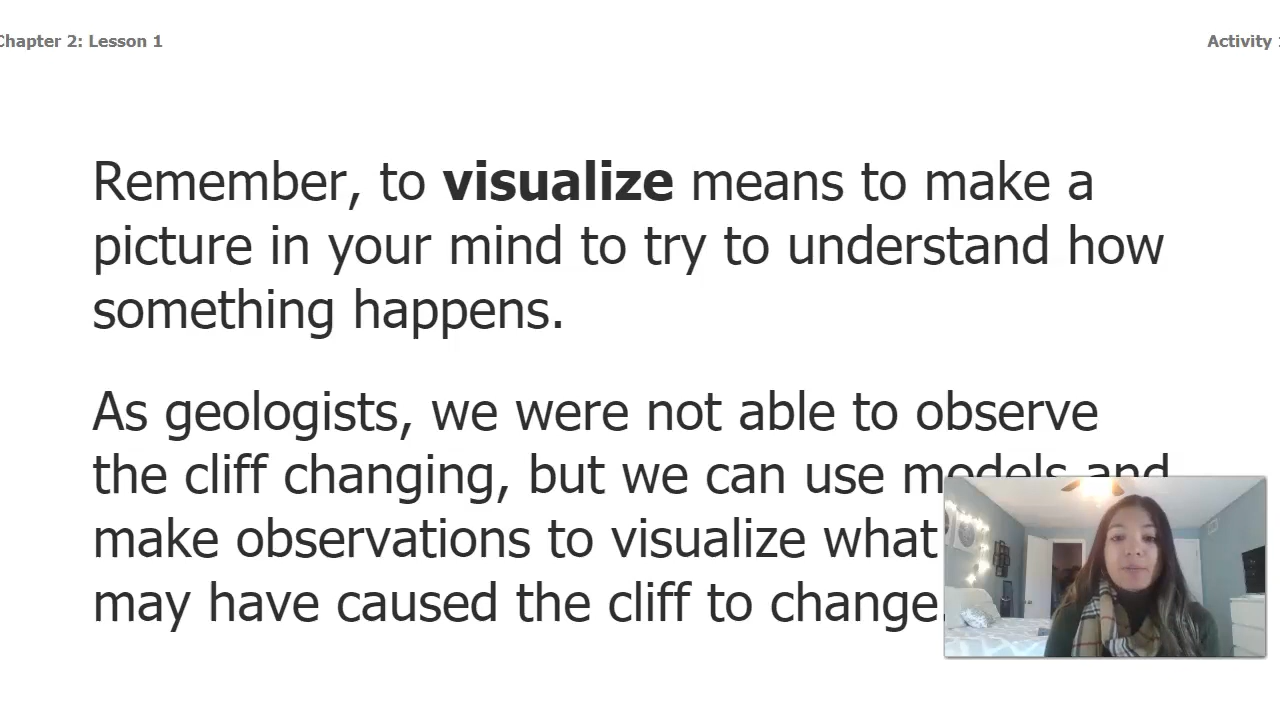 Chapter 2: Lesson 1
Activity
Remember, to visualize means to make a
picture in your mind to try to understand how
something happens.
As geologists, we were not able to observe
the cliff changing, but we can use models and
make observations to visualize what
may have caused the cliff to change.